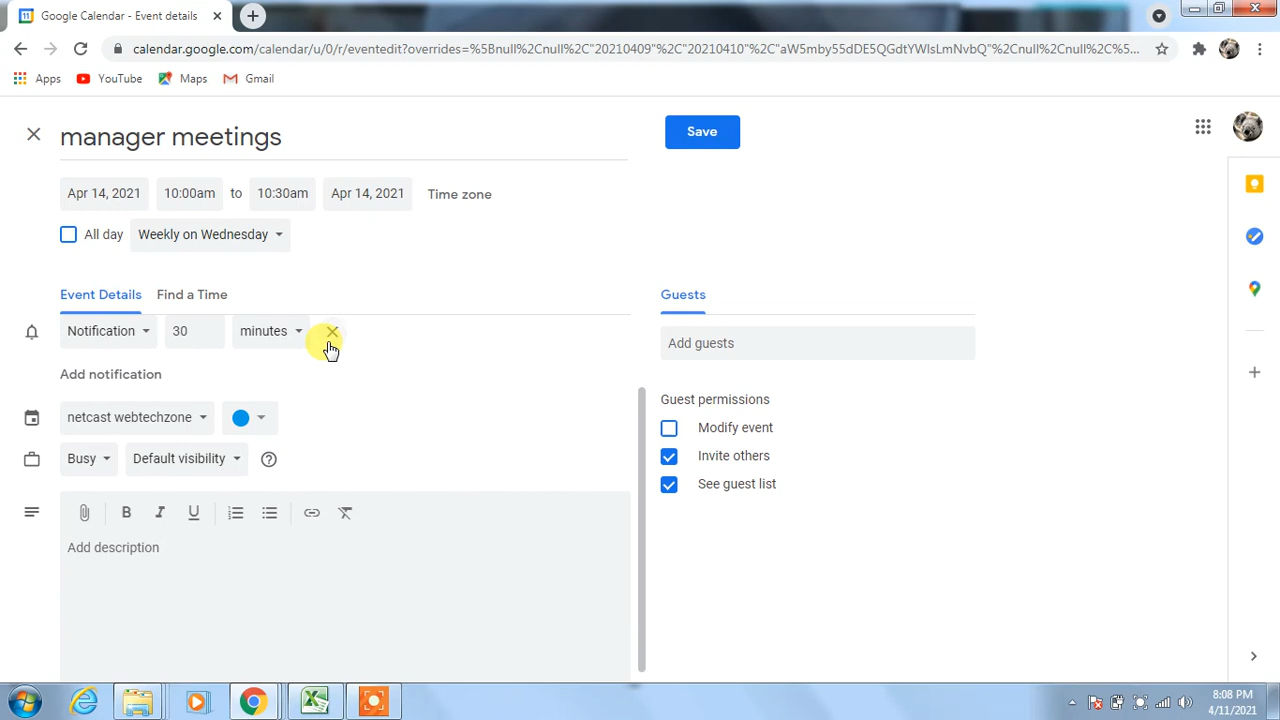 Google Calendar - Event details
calendar.google.com/calendar/u/0/r/eventedit?overrides=%5Bnull%2Cnull%2C"20210409"%2C"20210410"%2C"aW5mby55dDE5QGdtYWlsLmNvbQ"%2Cnull%2Cnull%2C%5...
Apps YouTube Maps Gmail
manager meetings
Save
Apr 14, 2021 10:00am to 10:30am Apr 14, 2021 Time zone
All day Weekly on Wednesday
Event Details Find a Time
Guests
Notification 30 minutes
Add guests
Add notification
Guest permissions
netcast webtechzone
Modify event
Invite others
Busy Default visibility
See guest list
Add description
8:08 PM
4/11/2021